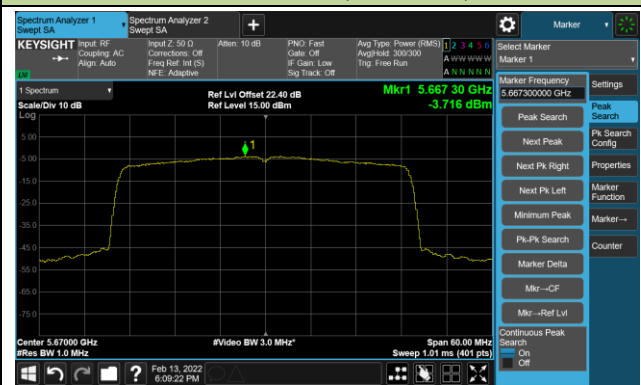 Spectrum Analyzer 1
Swept SA
Spectrum Analyzer 2
Swept SA
+
Marker
KEYSIGHT
Input: RF
Coupling: AC
Align: Auto
Input Z: 50 Ω
Corrections: Off
Freq Ref: Int (S)
NFE: Adaptive
Atten: 10 dB
PNO: Fast
Gate: Off
IF Gain: Low
Sig Track: Off
Avg Type: Power (RMS)
Avg|Hold: 300/300
Trig: Free Run
1 2 3 4 5 6
A W W W W W
A N N N N N
LXI
Select Marker
Marker 1
1 Spectrum
Scale/Div 10 dB
Log
Ref Lvl Offset 22.40 dB
Ref Level 15.00 dBm
Mkr1 5.667 30 GHz
-3.716 dBm
1
5.00
-5.00
-15.0
-25.0
-35.0
-45.0
-55.0
-65.0
-75.0
Center 5.67000 GHz
#Res BW 1.0 MHz
#Video BW 3.0 MHz*
Span 60.00 MHz
Sweep 1.01 ms (401 pts)
Marker Frequency
5.667300000 GHz
Peak Search
Next Peak
Next Pk Right
Next Pk Left
Minimum Peak
Pk-Pk Search
Marker Delta
Mkr→CF
Mkr→Ref Lvl
Continuous Peak
Search
On
Off
Settings
Peak
Search
Pk Search
Config
Properties
Marker
Function
Marker→
Counter
?
Feb 13, 2022
6:09:22 PM